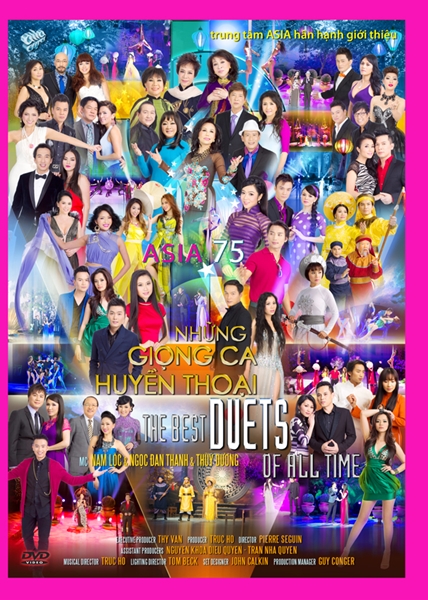 trung tâm ASIA hân hạnh giới thiệu
ASIA 75
NHỮNG
GIỌNG CA
HUYỀN THOẠI
THE BEST DUETS
OF ALL TIME
MC NAM LỘC NGỌC ĐAN THANH & THÙY DƯƠNG
EXECUTIVE PRODUCER THY VÂN PRODUCER TRÚC HỒ DIRECTOR PIERRE SEGUIN
ASSISTANT PRODUCERS NGUYỄN KHOA DIỆU QUYÊN - TRẦN NHÃ QUYÊN
MUSICAL DIRECTOR TRÚC HỒ LIGHTING DIRECTOR TOM BECK SET DESIGNER JOHN CALKIN PRODUCTION MANAGER GUY CONGER
DVD
VIDEO